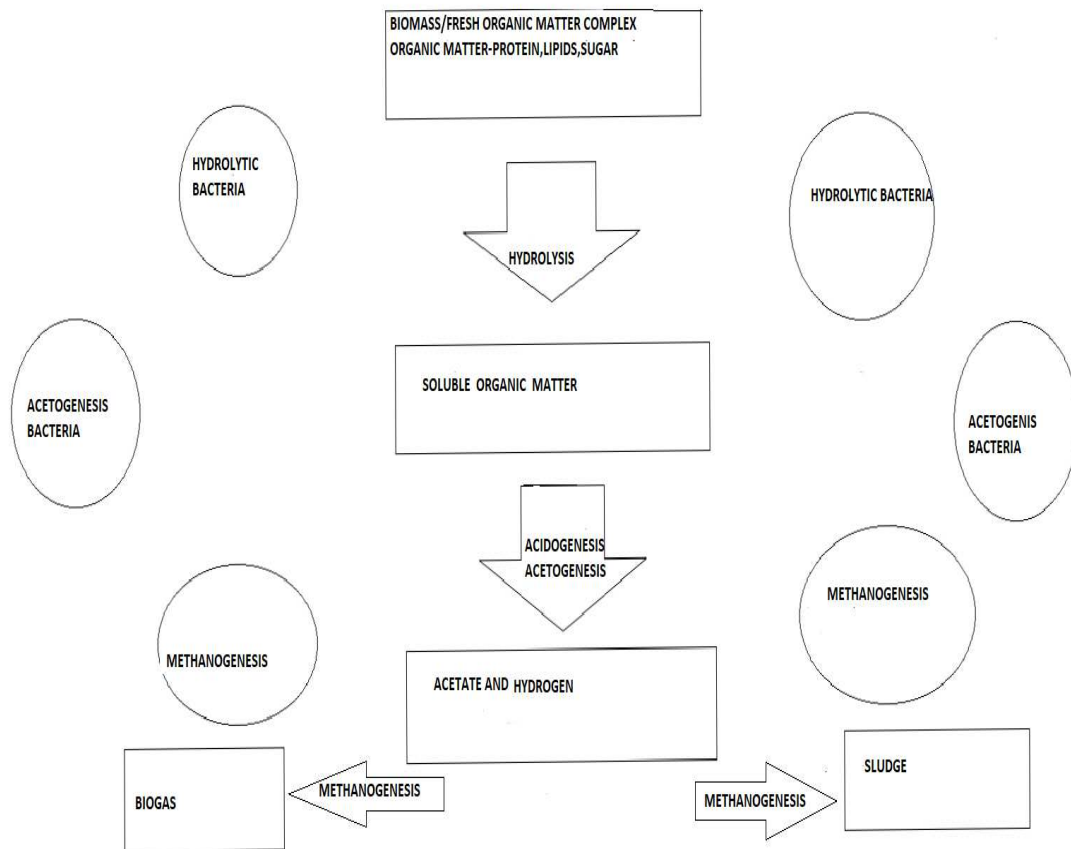 BIOMASS/FRESH ORGANIC MATTER COMPLEX
ORGANIC MATTER-PROTEIN,LIPIDS,SUGAR
HYDROLYTIC
BACTERIA
HYDROLYTIC BACTERIA
HYDROLYSIS
SOLUBLE ORGANIC MATTER
ACETOGENESIS
BACTERIA
ACETOGENIS
BACTERIA
ACIDOGENESIS
ACETOGENESIS
METHANOGENESIS
METHANOGENESIS
ACETATE AND HYDROGEN
METHANOGENESIS
BIOGAS
METHANOGENESIS
SLUDGE